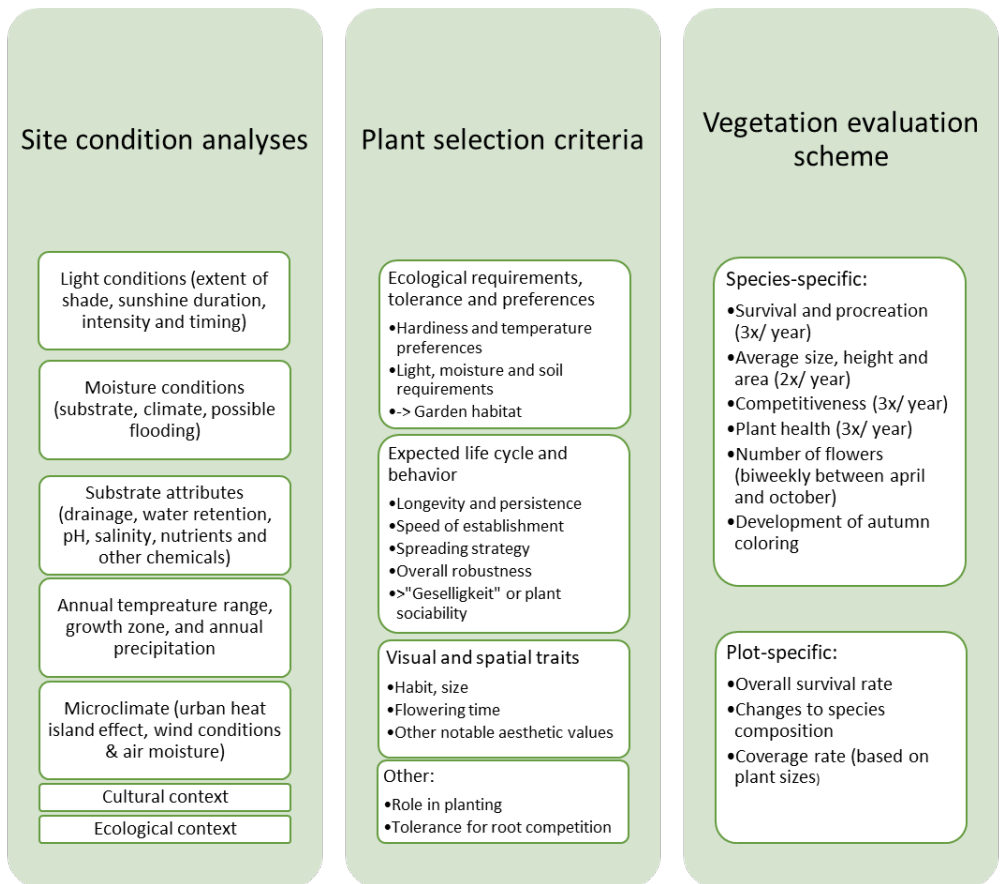 Site condition analyses
Light conditions (extent of
shade, sunshine duration,
intensity and timing)
Moisture conditions
(substrate, climate, possible
flooding)
Substrate attributes
(drainage, water retention,
pH, salinity, nutrients and
other chemicals)
Annual tempreature range,
growth zone, and annual
precipitation
Microclimate (urban heat
island effect, wind conditions
& air moisture)
Cultural context
Ecological context
Plant selection criteria
Ecological requirements,
tolerance and preferences
•Hardiness and temperature
preferences
•Light, moisture and soil
requirements
•-> Garden habitat
Expected life cycle and
behavior
•Longevity and persistence
•Speed of establishment
•Spreading strategy
•Overall robustness
•>"Geselligkeit" or plant
sociability
Visual and spatial traits
•Habit, size
•Flowering time
•Other notable aesthetic values
Other:
•Role in planting
•Tolerance for root competition
Vegetation evaluation
scheme
Species-specific:
•Survival and procreation
(3x/ year)
•Average size, height and
area (2x/ year)
•Competitiveness (3x/ year)
•Plant health (3x/ year)
•Number of flowers
(biweekly between april
and october)
•Development of autumn
coloring
Plot-specific:
•Overall survival rate
•Changes to species
composition
•Coverage rate (based on
plant sizes)